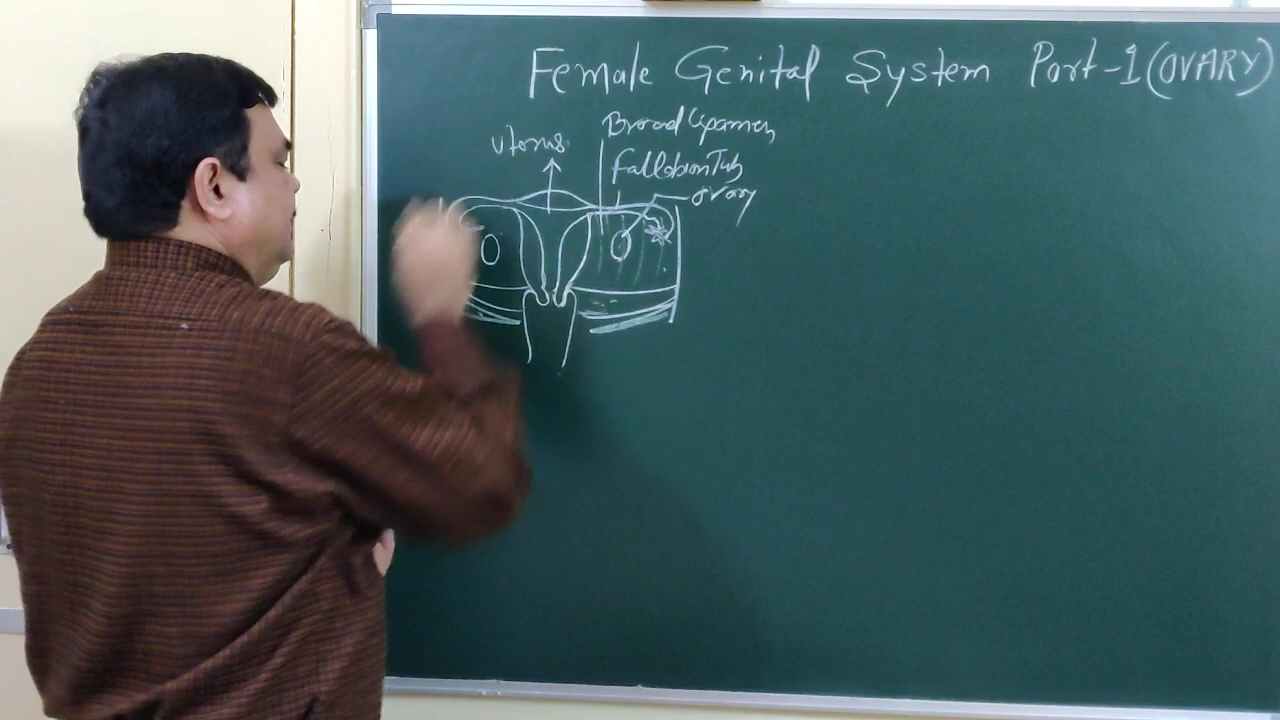 Female Genital System Part-1 (OVARY)
Broad Ligament
uterus
Fallopian Tube
ovary